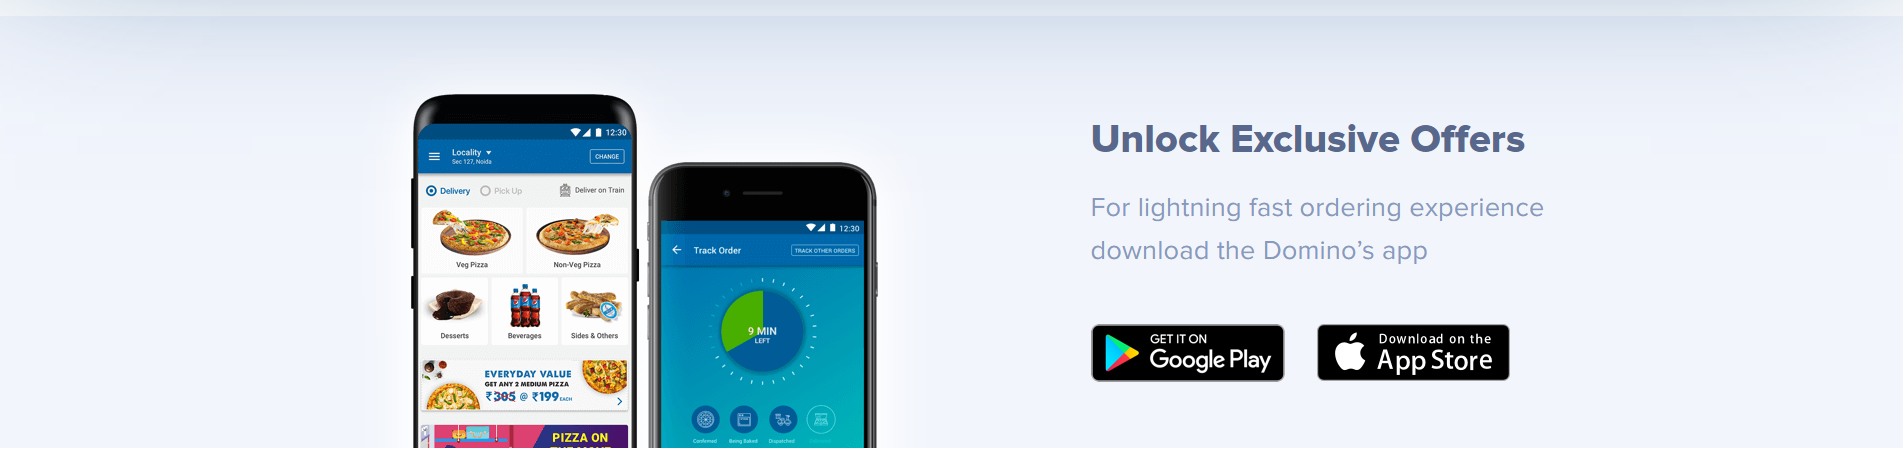 12:30
Locality
Sec 127, Noida
CHANGE
Delivery
Pick Up
Deliver on Train
Veg Pizza
Non-Veg Pizza
Desserts
Beverages
Sides & Others
EVERYDAY VALUE
GET ANY 2 MEDIUM PIZZA
₹305 @ ₹199 EACH
PIZZA ON
12:30
Track Order
TRACK OTHER ORDERS
9 MIN
LEFT
Confirmed
Being Baked
Dispatched
Unlock Exclusive Offers
For lightning fast ordering experience
download the Domino’s app
GET IT ON
Google Play
Download on the
App Store